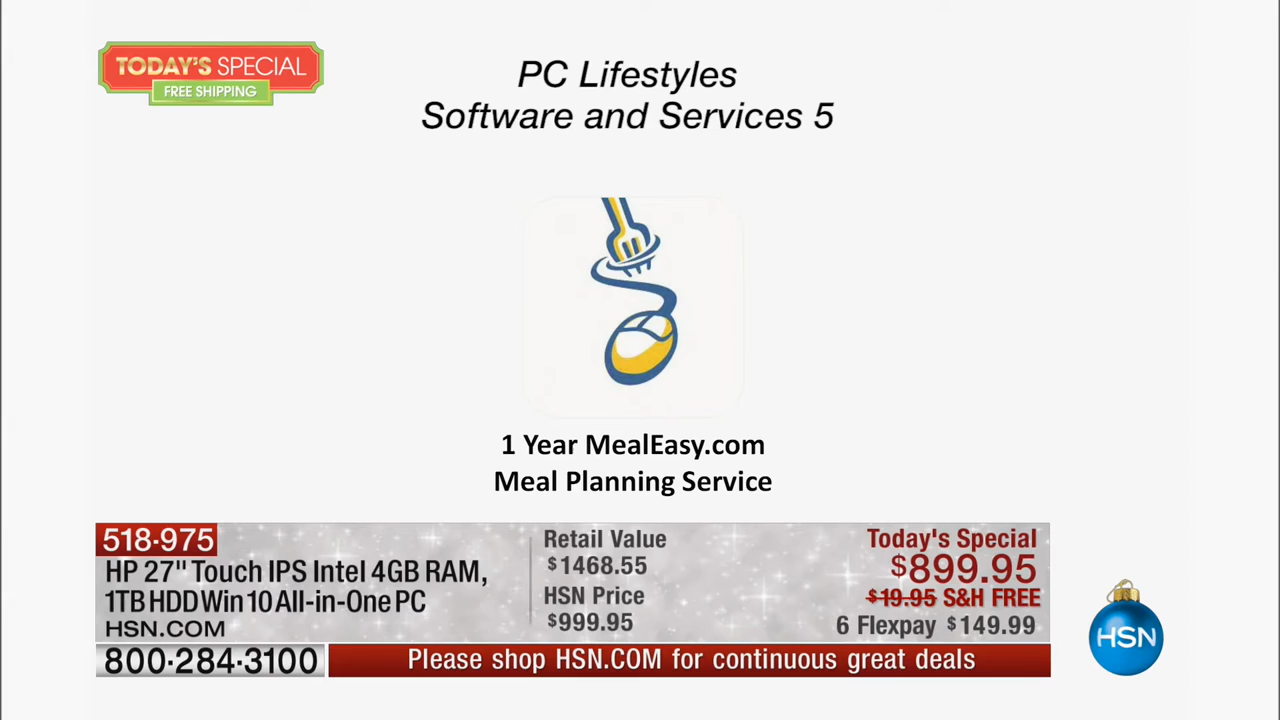 TODAY'S SPECIAL
FREE SHIPPING
PC Lifestyles
Software and Services 5
1 Year MealEasy.com
Meal Planning Service
518-975
HP 27" Touch IPS Intel 4GB RAM,
1TB HDD Win 10 All-in-One PC
HSN.COM
Retail Value
$1468.55
HSN Price
$999.95
Today's Special
$899.95
$19.95 S&H FREE
6 Flexpay $149.99
HSN
800-284-3100
Please shop HSN.COM for continuous great deals